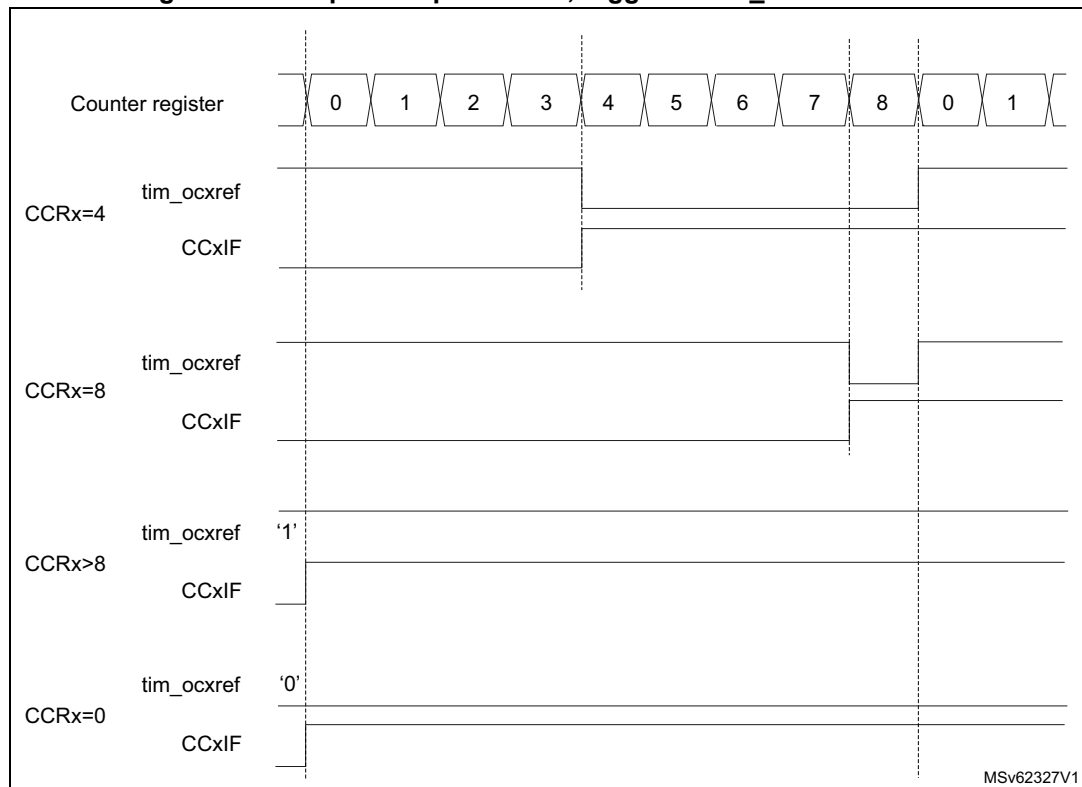 Counter register 0 1 2 3 4 5 6 7 8 0 1
tim_ocxref
CCRx=4
CCxIF
tim_ocxref
CCRx=8
CCxIF
tim_ocxref '1'
CCRx>8
CCxIF
tim_ocxref '0'
CCRx=0
CCxIF
MSv62327V1